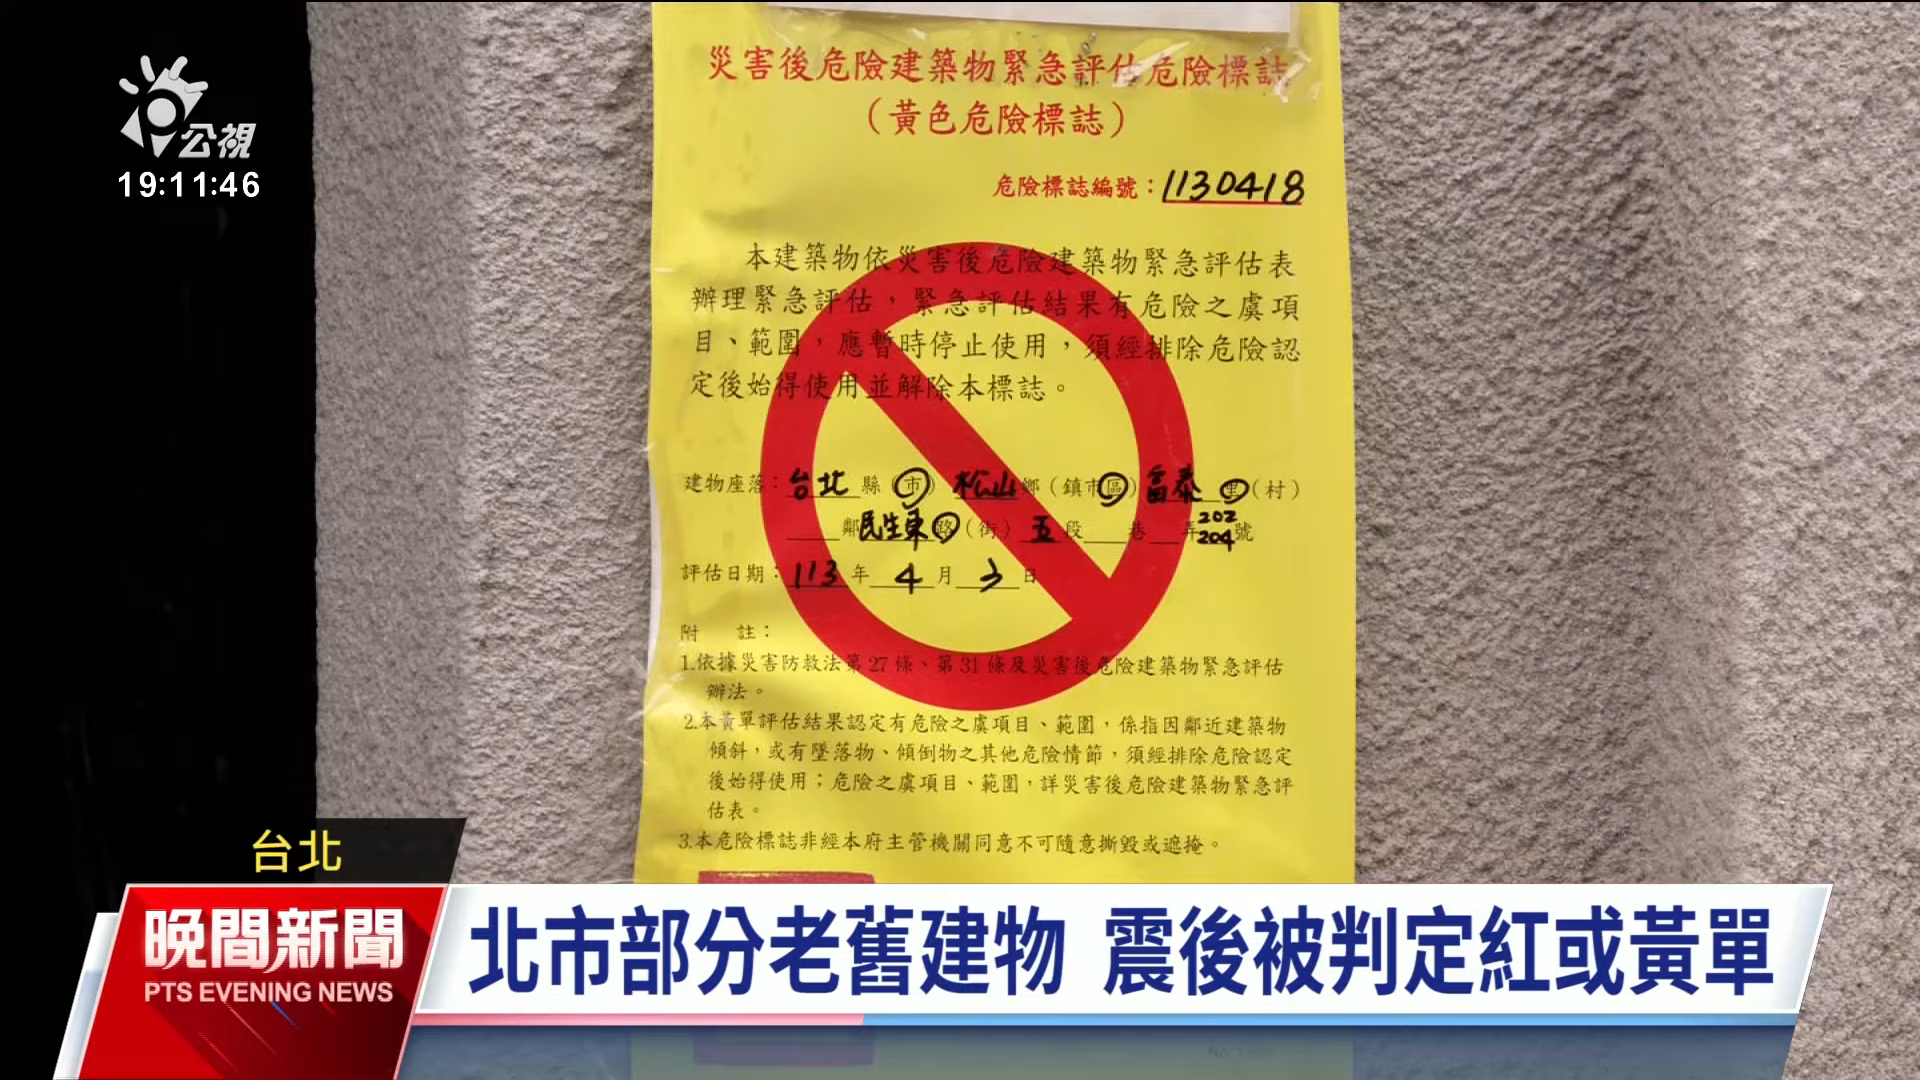 公視
19:11:46
災害後危險建築物緊急評估危險標誌
（黃色危險標誌）
危險標誌編號：1130418
本建築物依災害後危險建築物緊急評估表
辦理緊急評估，緊急評估結果有危險之虞項
目、範圍，應暫時停止使用，須經排除危險認
定後始得使用並解除本標誌。
建物座落：台北縣（市）松山鄉（鎮市區）富泰里（村）
鄰民生東路（街）五段 巷 弄202 204號
評估日期：113年4月3日
附 註：
1.依據災害防救法第27條、第31條及災害後危險建築物緊急評估
辦法。
2.本黃單評估結果認定有危險之虞項目、範圍，係指因鄰近建築物
傾斜，或有墜落物、傾倒物之其他危險情節，須經排除危險認定
後始得使用；危險之虞項目、範圍，詳災害後危險建築物緊急評
估表。
3.本危險標誌非經本府主管機關同意不可隨意撕毀或遮掩。
台北
晚間新聞
PTS EVENING NEWS
北市部分老舊建物 震後被判定紅或黃單